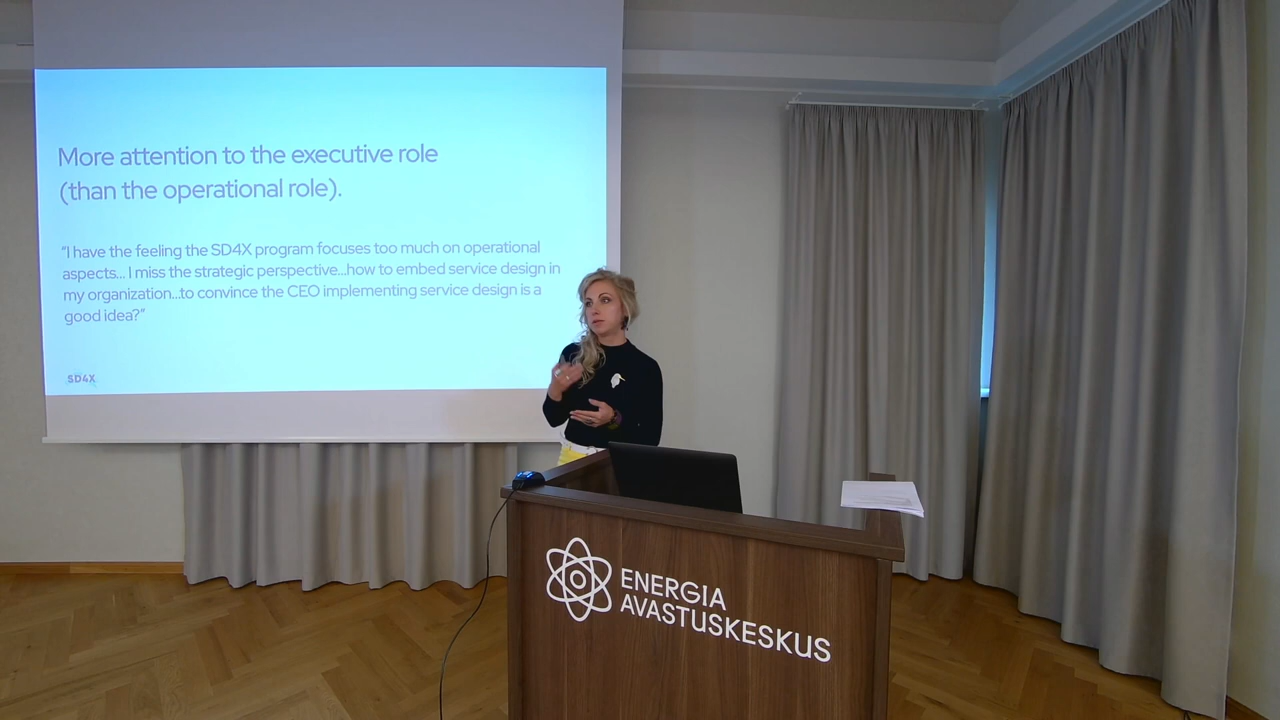 More attention to the executive role
(than the operational role).
“I have the feeling the SD4X program focuses too much on operational
aspects... I miss the strategic perspective...how to embed service design in
my organization...to convince the CEO implementing service design is a
good idea?”
SD4X
ENERGIA
AVASTUSKESKUS